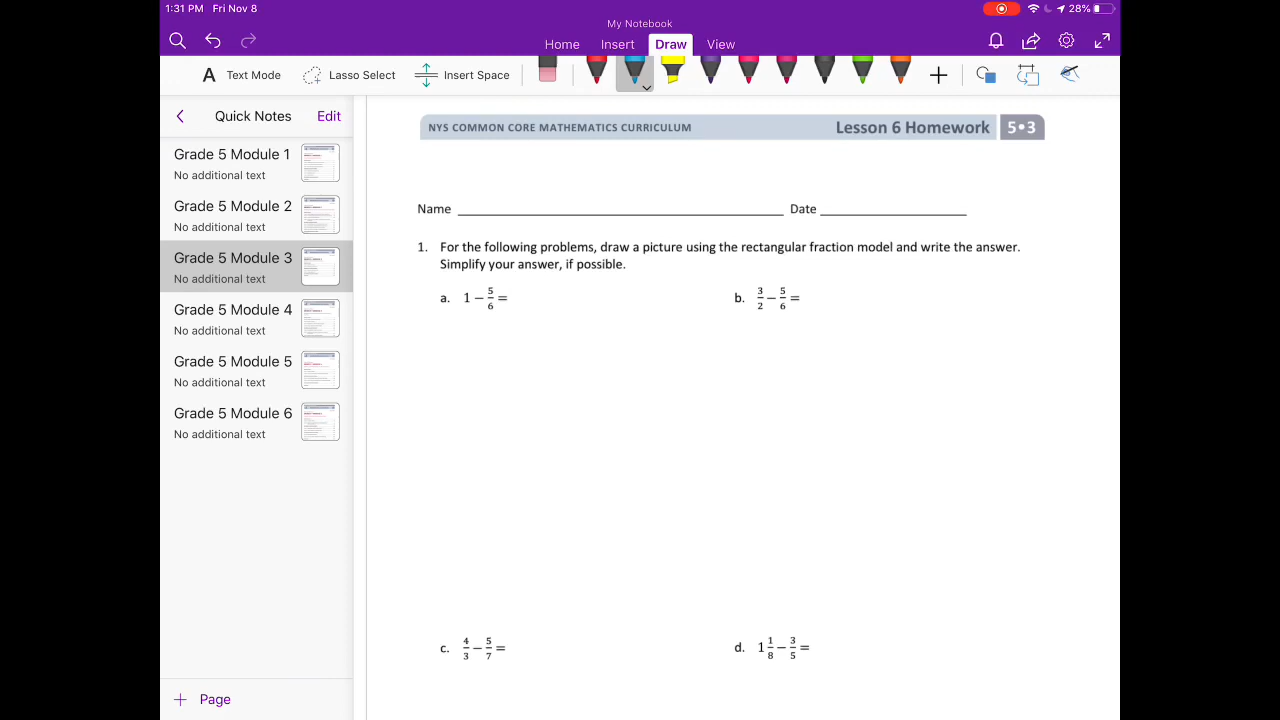 1:31 PM Fri Nov 8
28%
My Notebook
Home Insert Draw View
A Text Mode Lasso Select Insert Space
Quick Notes Edit
Grade 5 Module 1
No additional text
Grade 5 Module 2
No additional text
Grade 5 Module 3
No additional text
Grade 5 Module 4
No additional text
Grade 5 Module 5
No additional text
Grade 5 Module 6
No additional text
+ Page
NYS COMMON CORE MATHEMATICS CURRICULUM Lesson 6 Homework 5•3
Name Date
1. For the following problems, draw a picture using the rectangular fraction model and write the answer.
Simplify your answer, if possible.
a. 1 − 5/7 =
b. 3/2 − 5/6 =
c. 4/3 − 5/7 =
d. 1 1/8 − 3/5 =